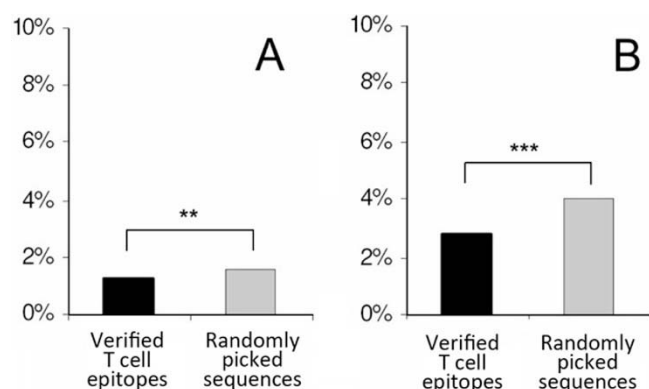 10%
8%
6%
4%
2%
0%
A
**
Verified
T cell
epitopes
Randomly
picked
sequences
10%
8%
6%
4%
2%
0%
B
***
Verified
T cell
epitopes
Randomly
picked
sequences